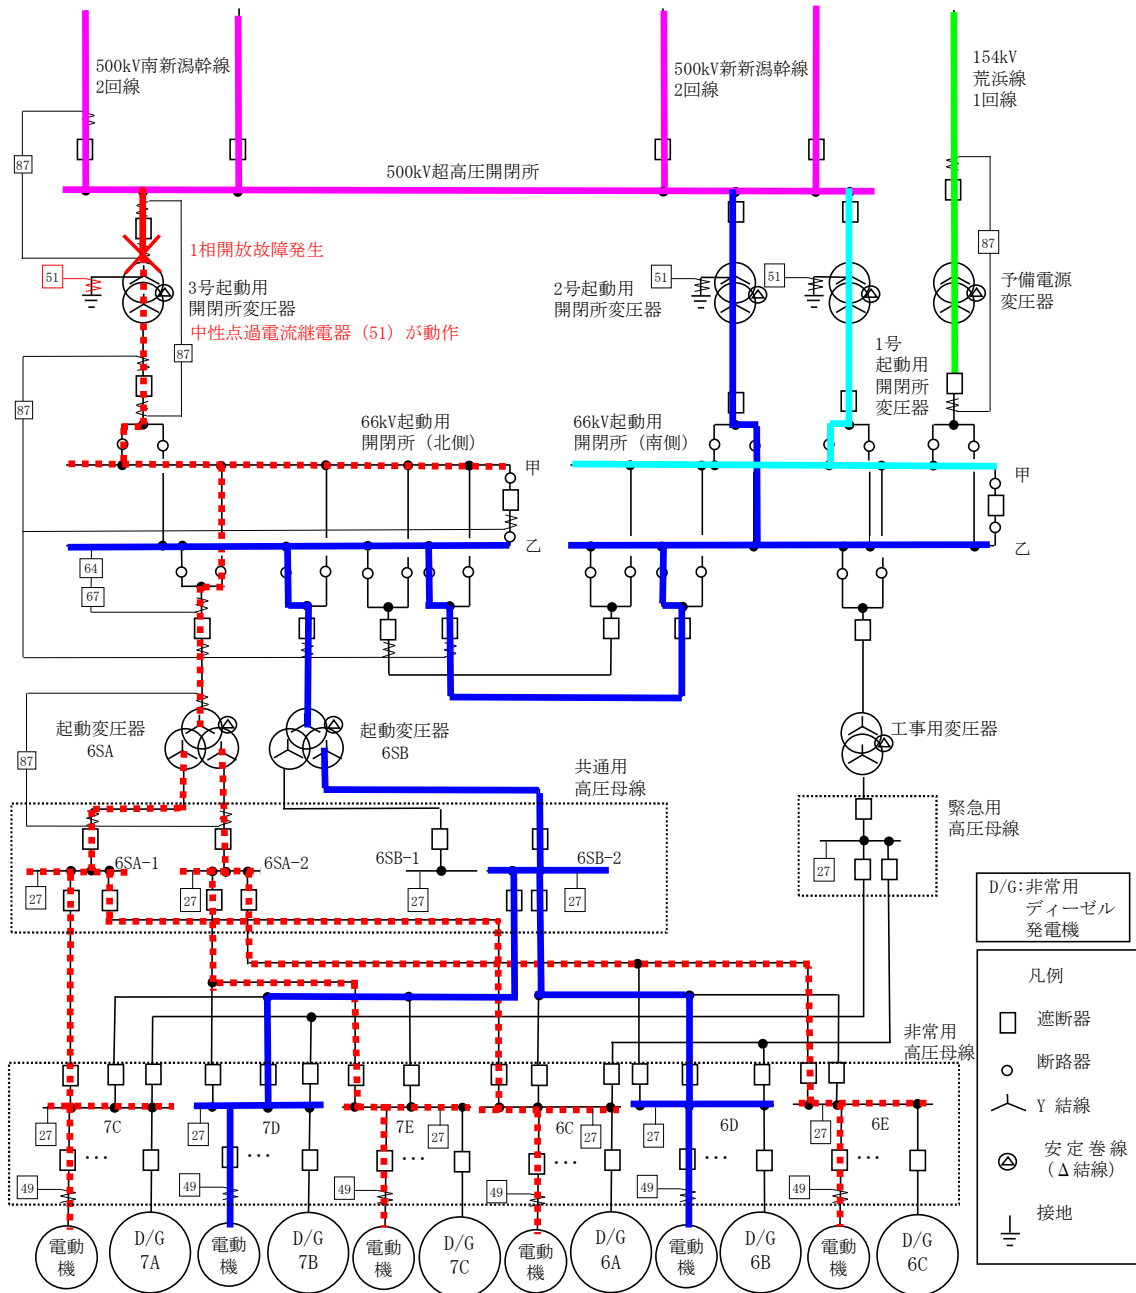 500kV南新潟幹線
2回線
500kV新新潟幹線
2回線
154kV
荒浜線
1回線
87
500kV超高圧開閉所
87
1相開放故障発生
51
3号起動用
開閉所変圧器
中性点過電流継電器（51）が動作
87
2号起動用
開閉所変圧器
51
51
予備電源
変圧器
1号
起動用
開閉所
変圧器
87
66kV起動用
開閉所（北側）
66kV起動用
開閉所（南側）
甲
甲
乙
乙
64
67
起動変圧器
6SA
起動変圧器
6SB
工事用変圧器
87
共通用
高圧母線
緊急用
高圧母線
6SA-1
6SA-2
6SB-1
6SB-2
27
27
27
27
27
D/G:非常用
ディーゼル
発電機
凡例
遮断器
断路器
Y 結線
安定巻線
(Δ結線)
接地
非常用
高圧母線
7C
7D
7E
6C
6D
6E
27
27
27
27
27
27
…
…
…
…
…
…
49
49
49
49
49
49
電動
機
D/G
7A
電動
機
D/G
7B
電動
機
D/G
7C
電動
機
D/G
6A
電動
機
D/G
6B
電動
機
D/G
6C